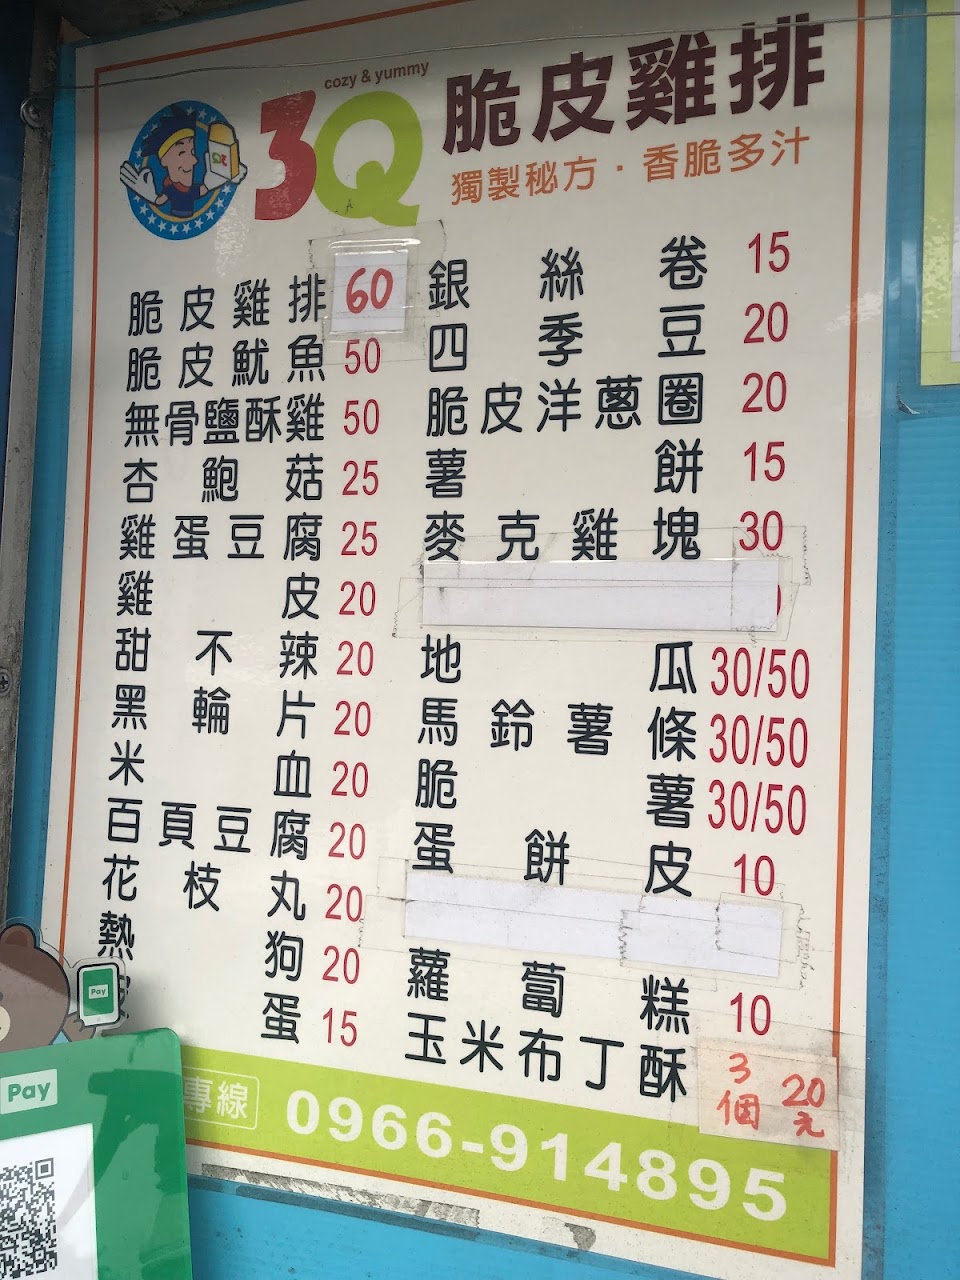 cozy & yummy
3Q
脆皮雞排
獨製秘方・香脆多汁
脆皮雞排 60
脆皮魷魚 50
無骨鹽酥雞 50
杏鮑菇 25
雞蛋豆腐 25
雞皮 20
甜不辣 20
黑輪片 20
米血 20
百頁豆腐 20
花枝丸 20
熱狗 20
蛋 15
銀絲卷 15
四季豆 20
脆皮洋蔥圈 20
薯餅 15
麥克雞塊 30
地瓜 30/50
馬鈴薯條 30/50
脆薯 30/50
蛋餅皮 10
蘿蔔糕 10
玉米布丁酥 3個 20元
專線 0966-914895
Pay
Pay